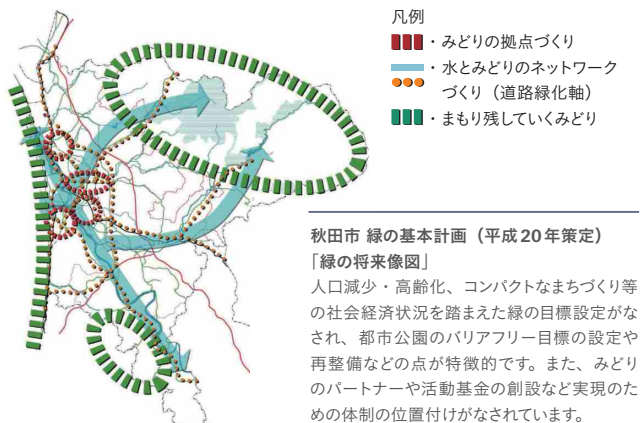 凡例
・みどりの拠点づくり
・水とみどりのネットワーク
づくり（道路緑化軸）
・まもり残していくみどり
秋田市 緑の基本計画（平成20年策定）
「緑の将来像図」
人口減少・高齢化、コンパクトなまちづくり等
の社会経済状況を踏まえた緑の目標設定がな
され、都市公園のバリアフリー目標の設定や
再整備などの点が特徴的です。また、みどり
のパートナーや活動基金の創設など実現のた
めの体制の位置付けがなされています。